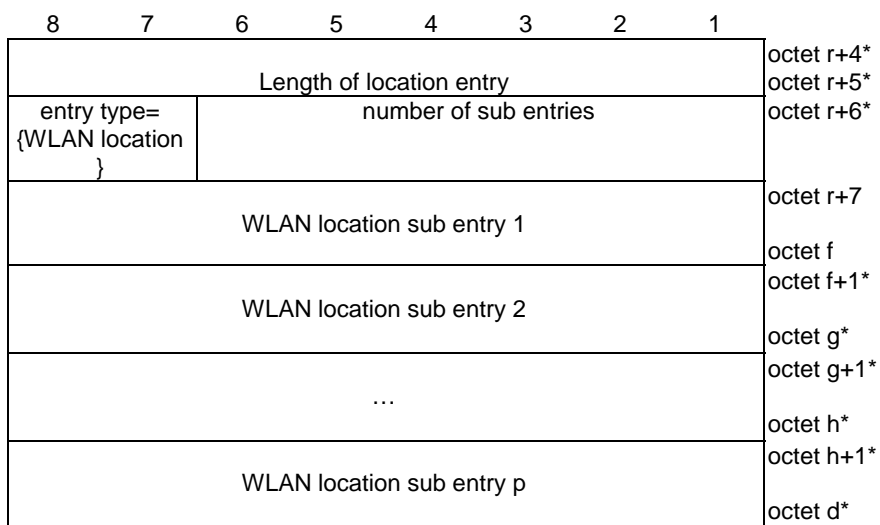 8 7 6 5 4 3 2 1
octet r+4*
Length of location entry octet r+5*
entry type= number of sub entries octet r+6*
{WLAN location
}
octet r+7
WLAN location sub entry 1
octet f
octet f+1*
WLAN location sub entry 2
octet g*
octet g+1*
…
octet h*
octet h+1*
WLAN location sub entry p
octet d*